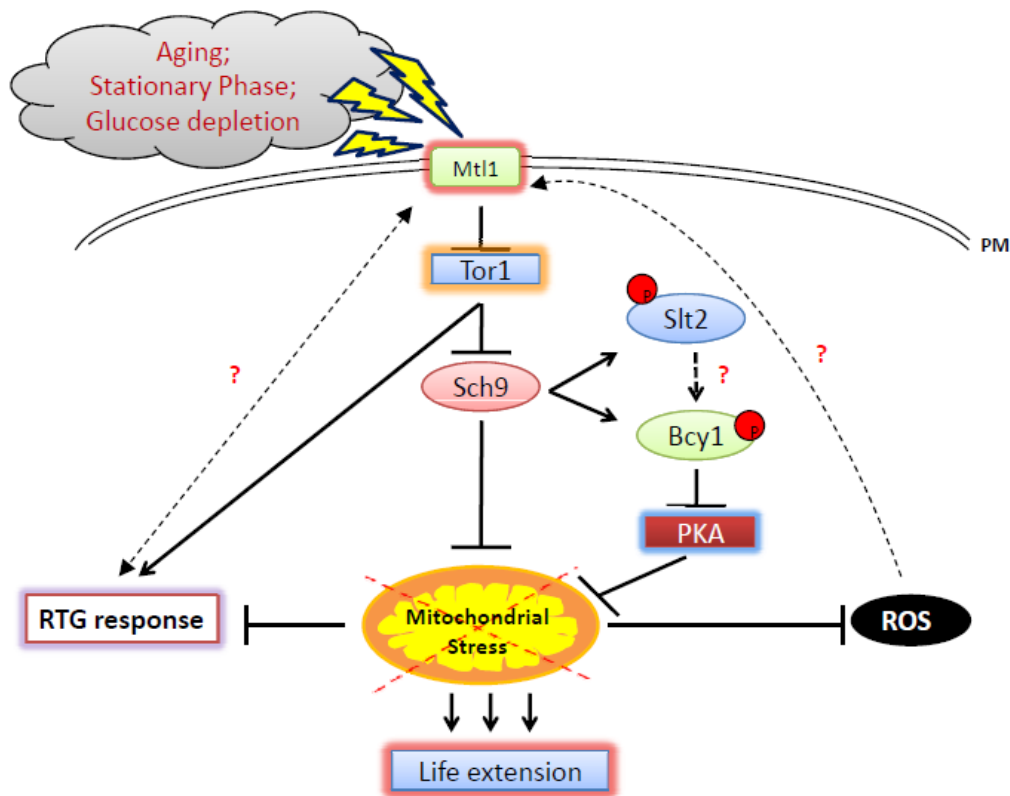 Aging;
Stationary Phase;
Glucose depletion
Mtl1
PM
Tor1
P
Slt2
?
?
?
Sch9
Bcy1
P
PKA
RTG response
Mitochondrial
Stress
ROS
Life extension